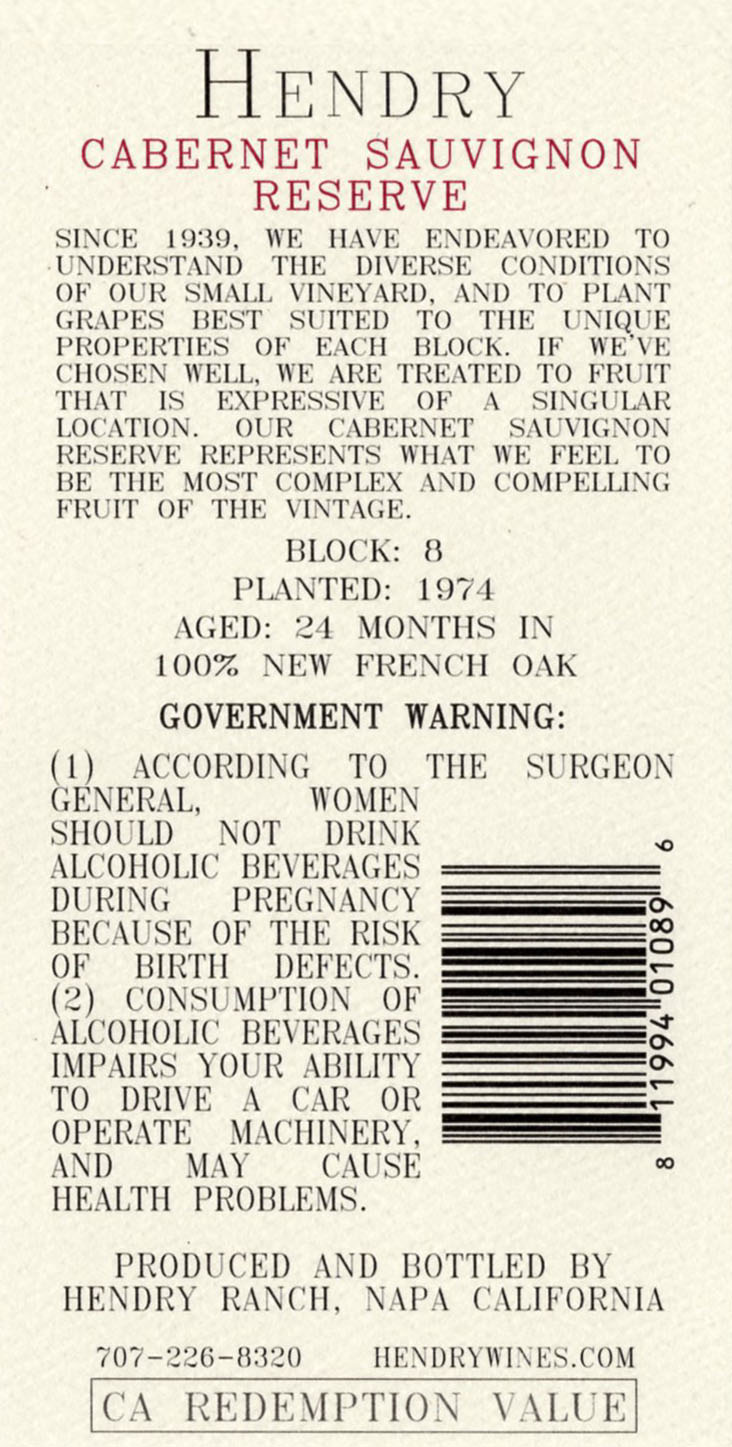 HENDRY
CABERNET SAUVIGNON
RESERVE
SINCE 1939, WE HAVE ENDEAVORED TO
UNDERSTAND THE DIVERSE CONDITIONS
OF OUR SMALL VINEYARD, AND TO PLANT
GRAPES BEST SUITED TO THE UNIQUE
PROPERTIES OF EACH BLOCK. IF WE'VE
CHOSEN WELL, WE ARE TREATED TO FRUIT
THAT IS EXPRESSIVE OF A SINGULAR
LOCATION. OUR CABERNET SAUVIGNON
RESERVE REPRESENTS WHAT WE FEEL TO
BE THE MOST COMPLEX AND COMPELLING
FRUIT OF THE VINTAGE.
BLOCK: 8
PLANTED: 1974
AGED: 24 MONTHS IN
100% NEW FRENCH OAK
GOVERNMENT WARNING:
(1) ACCORDING TO THE SURGEON
GENERAL, WOMEN
SHOULD NOT DRINK
ALCOHOLIC BEVERAGES
DURING PREGNANCY
BECAUSE OF THE RISK
OF BIRTH DEFECTS.
(2) CONSUMPTION OF
ALCOHOLIC BEVERAGES
IMPAIRS YOUR ABILITY
TO DRIVE A CAR OR
OPERATE MACHINERY,
AND MAY CAUSE
HEALTH PROBLEMS.
8 11994 01089 6
PRODUCED AND BOTTLED BY
HENDRY RANCH, NAPA CALIFORNIA
707-226-8320 HENDRYWINES.COM
CA REDEMPTION VALUE